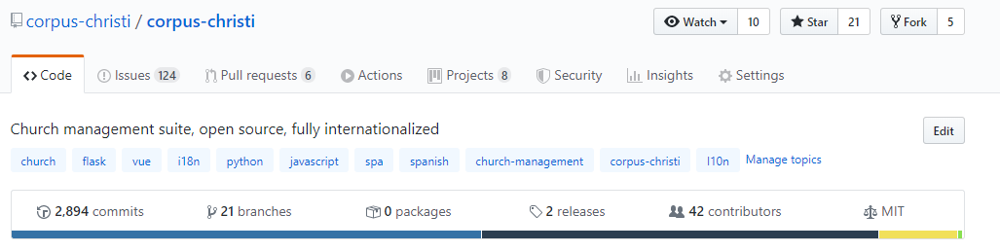 corpus-christi / corpus-christi Watch 10 Star 21 Fork 5
Code Issues 124 Pull requests 6 Actions Projects 8 Security Insights Settings
Church management suite, open source, fully internationalized Edit
church flask vue i18n python javascript spa spanish church-management corpus-christi l10n Manage topics
2,894 commits 21 branches 0 packages 2 releases 42 contributors MIT